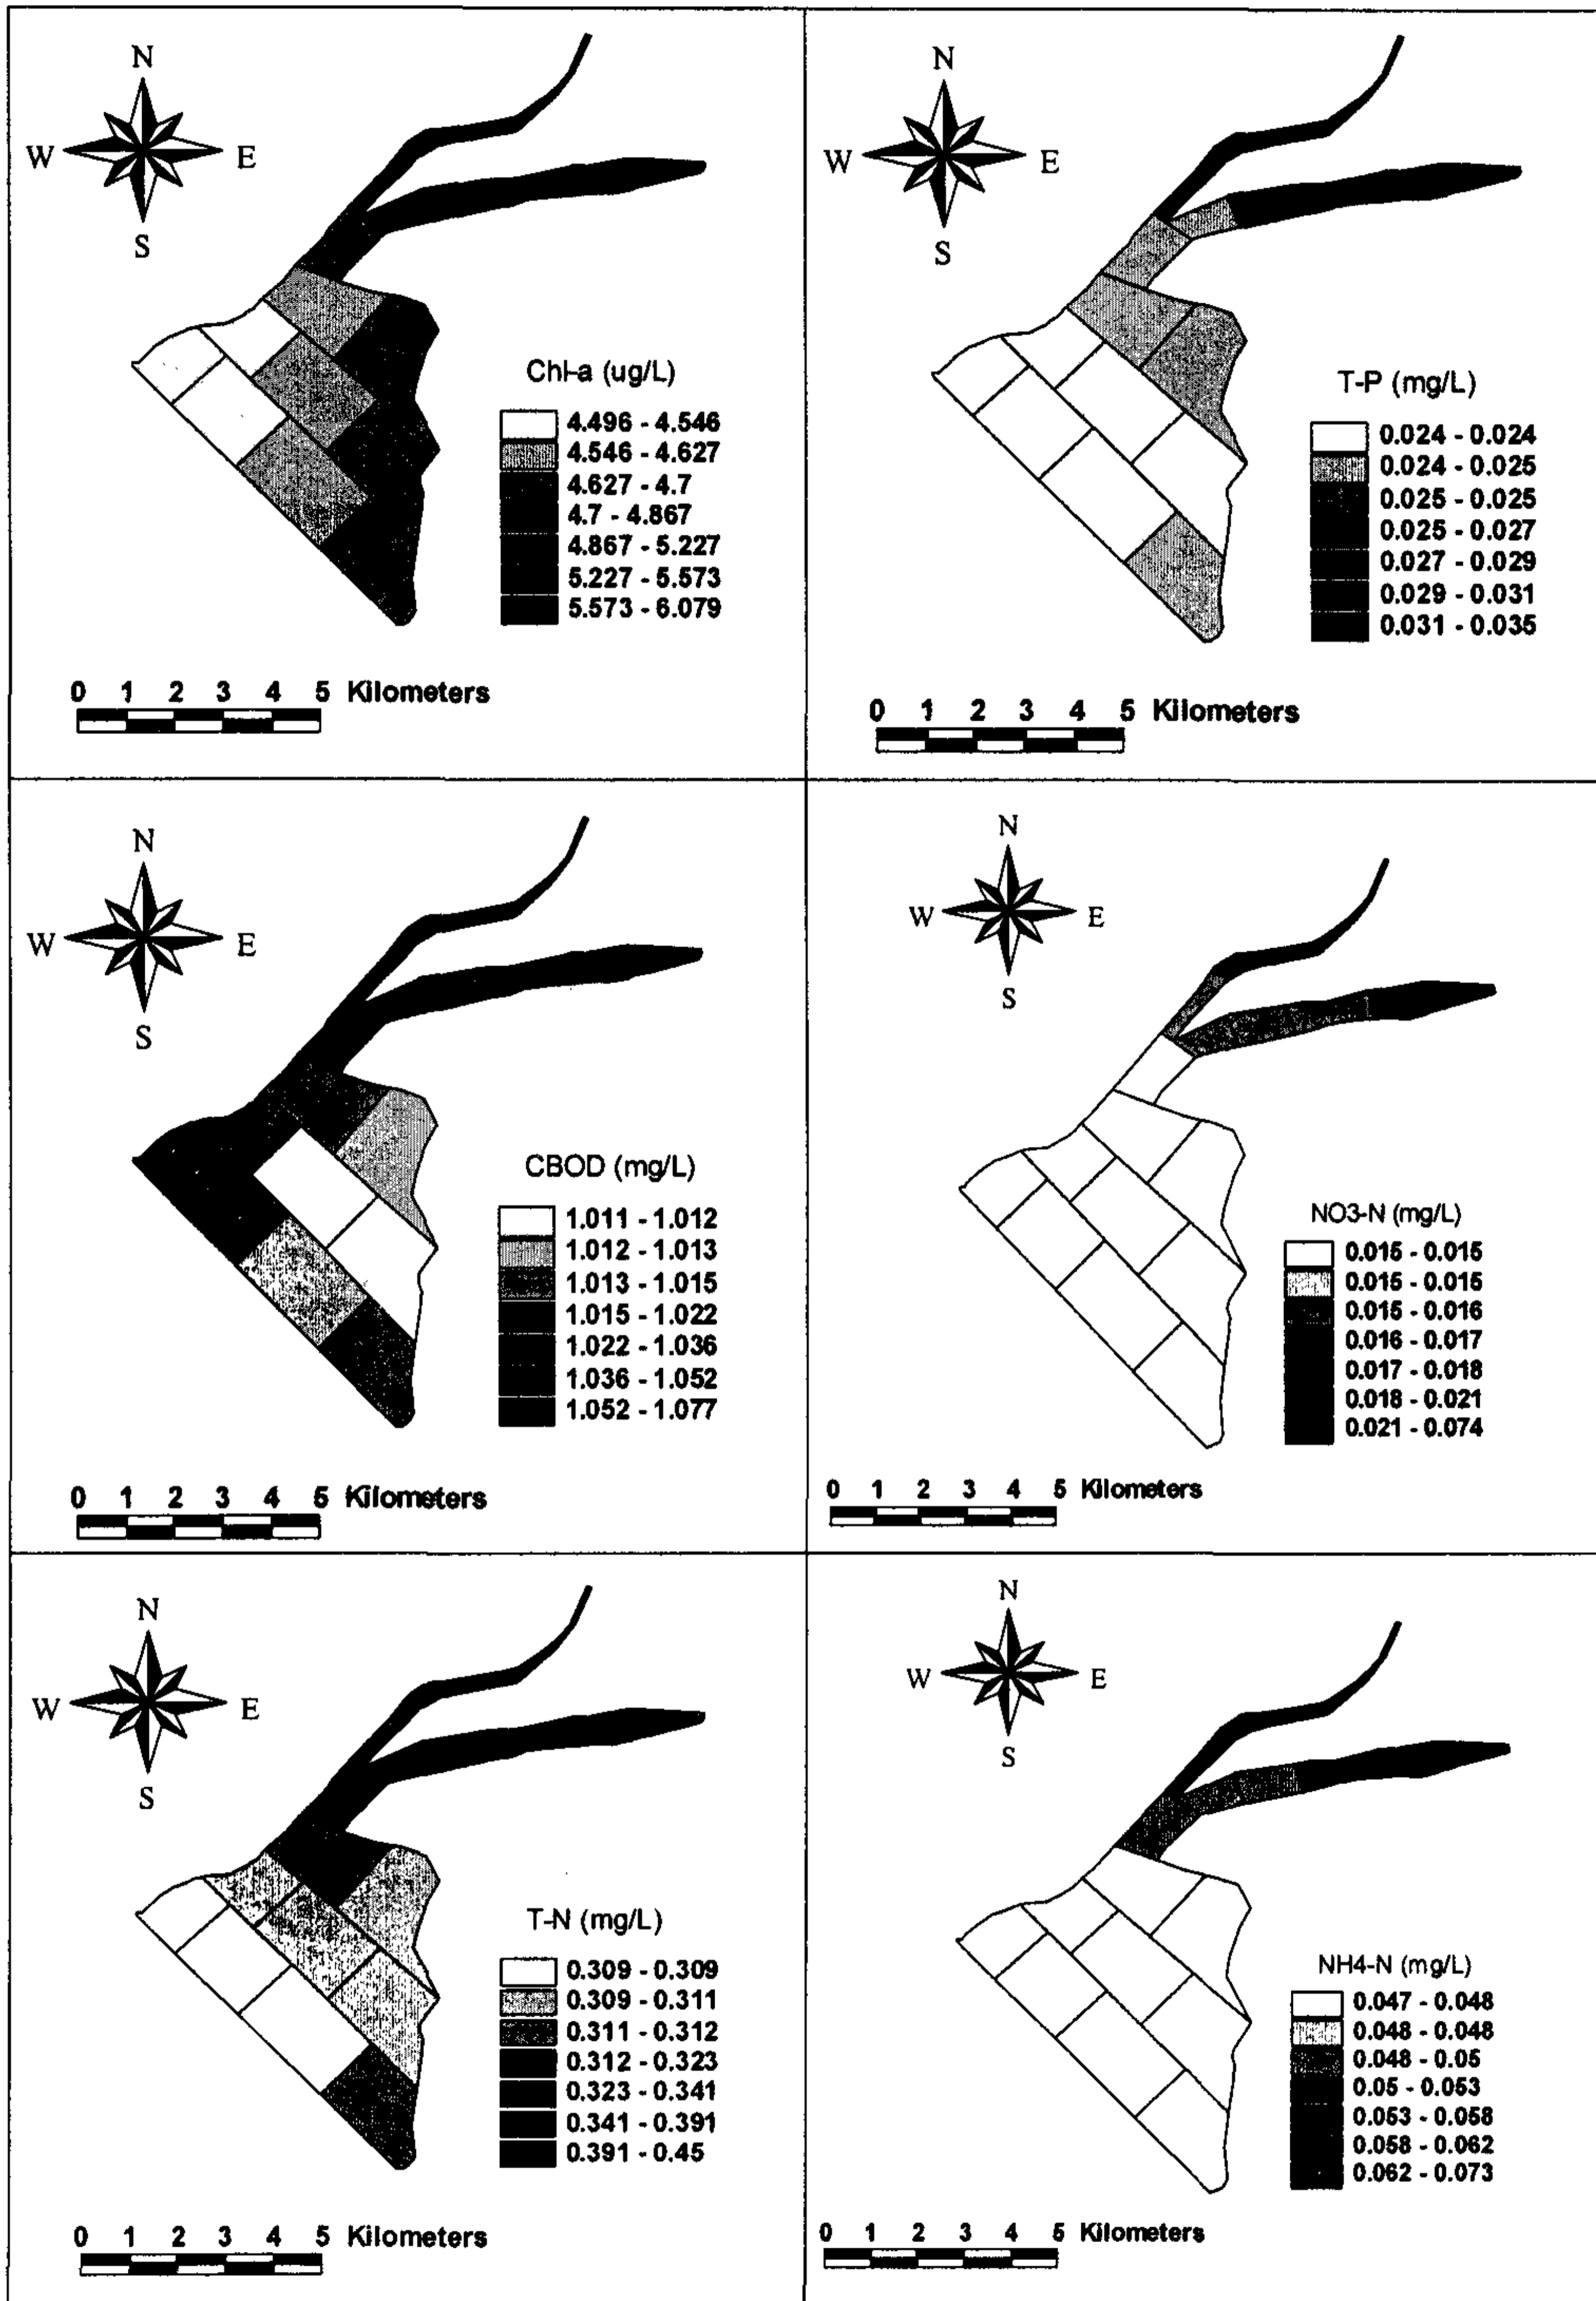 N
W E
S
Chl-a (ug/L)
4.496 - 4.546
4.546 - 4.627
4.627 - 4.7
4.7 - 4.867
4.867 - 5.227
5.227 - 5.573
5.573 - 6.079
0 1 2 3 4 5 Kilometers
N
W E
S
T-P (mg/L)
0.024 - 0.024
0.024 - 0.025
0.025 - 0.025
0.025 - 0.027
0.027 - 0.029
0.029 - 0.031
0.031 - 0.035
0 1 2 3 4 5 Kilometers
N
W E
S
CBOD (mg/L)
1.011 - 1.012
1.012 - 1.013
1.013 - 1.015
1.015 - 1.022
1.022 - 1.036
1.036 - 1.052
1.052 - 1.077
0 1 2 3 4 5 Kilometers
N
W E
S
NO3-N (mg/L)
0.015 - 0.015
0.015 - 0.015
0.015 - 0.016
0.016 - 0.017
0.017 - 0.018
0.018 - 0.021
0.021 - 0.074
0 1 2 3 4 5 Kilometers
N
W E
S
T-N (mg/L)
0.309 - 0.309
0.309 - 0.311
0.311 - 0.312
0.312 - 0.323
0.323 - 0.341
0.341 - 0.391
0.391 - 0.45
0 1 2 3 4 5 Kilometers
N
W E
S
NH4-N (mg/L)
0.047 - 0.048
0.048 - 0.048
0.048 - 0.05
0.05 - 0.053
0.053 - 0.058
0.058 - 0.062
0.062 - 0.073
0 1 2 3 4 5 Kilometers